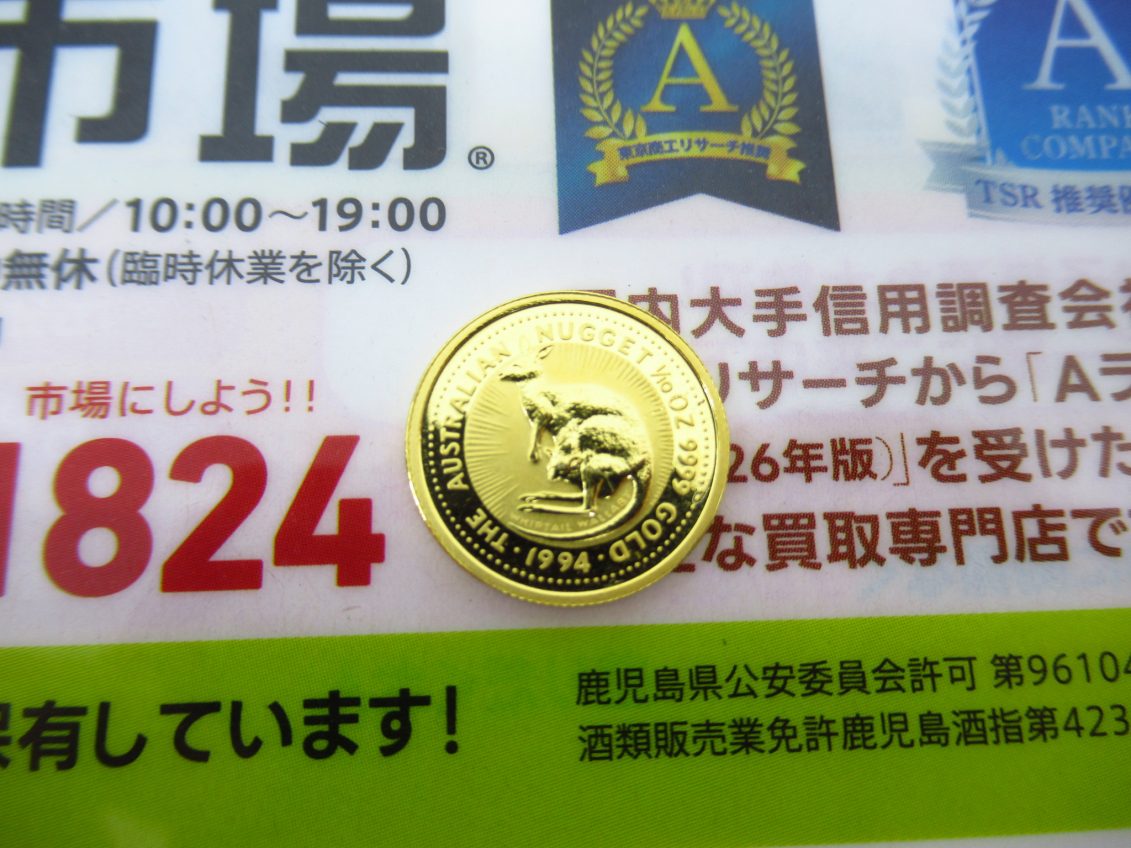 市場®
時間／10:00～19:00
無休（臨時休業を除く）
市場にしよう!!
1824
A
東京商工リサーチ推奨
A
RANK
COMPA
TSR 推奨
内大手信用調査会社
リサーチから「Aラ
26年版）」を受けた
な買取専門店で
THE AUSTRALIAN NUGGET 1/10 OZ 9999 GOLD
WHIPTAIL WALLABY
· 1994 ·
保有しています!
鹿児島県公安委員会許可 第96104
酒類販売業免許鹿児島酒指第423